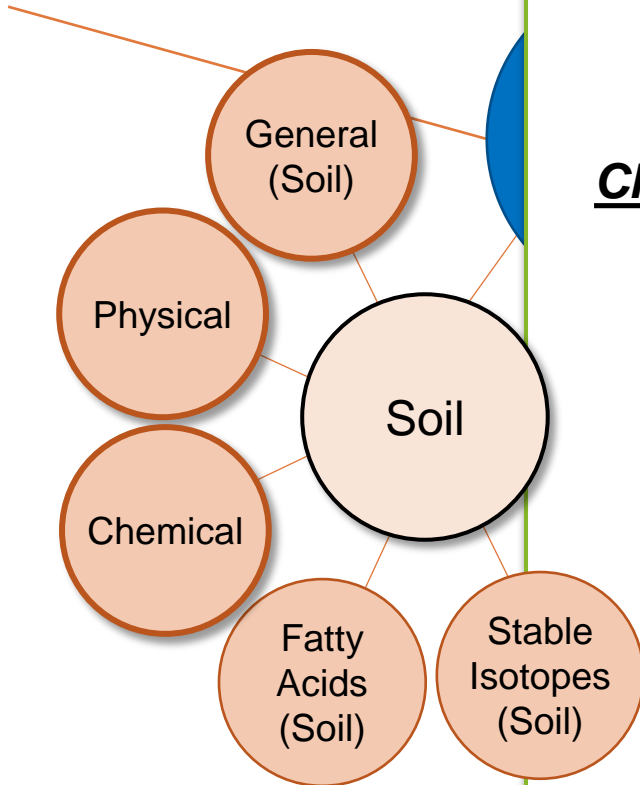 General
(Soil)
Physical
Soil
Chemical
Fatty
Acids
(Soil)
Stable
Isotopes
(Soil)